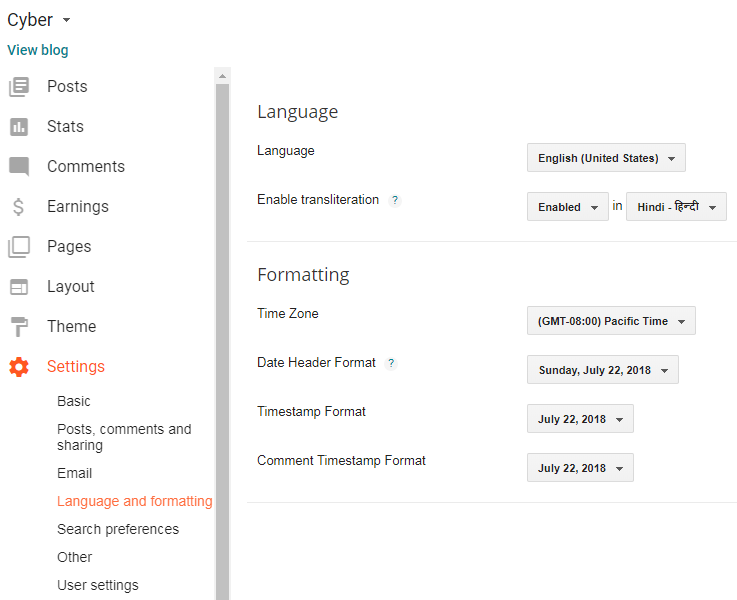 Cyber
View blog
Posts
Stats
Comments
Earnings
Pages
Layout
Theme
Settings
Basic
Posts, comments and
sharing
Email
Language and formatting
Search preferences
Other
User settings
Language
Language English (United States)
Enable transliteration ? Enabled in Hindi - हिन्दी
Formatting
Time Zone (GMT-08:00) Pacific Time
Date Header Format ? Sunday, July 22, 2018
Timestamp Format July 22, 2018
Comment Timestamp Format July 22, 2018